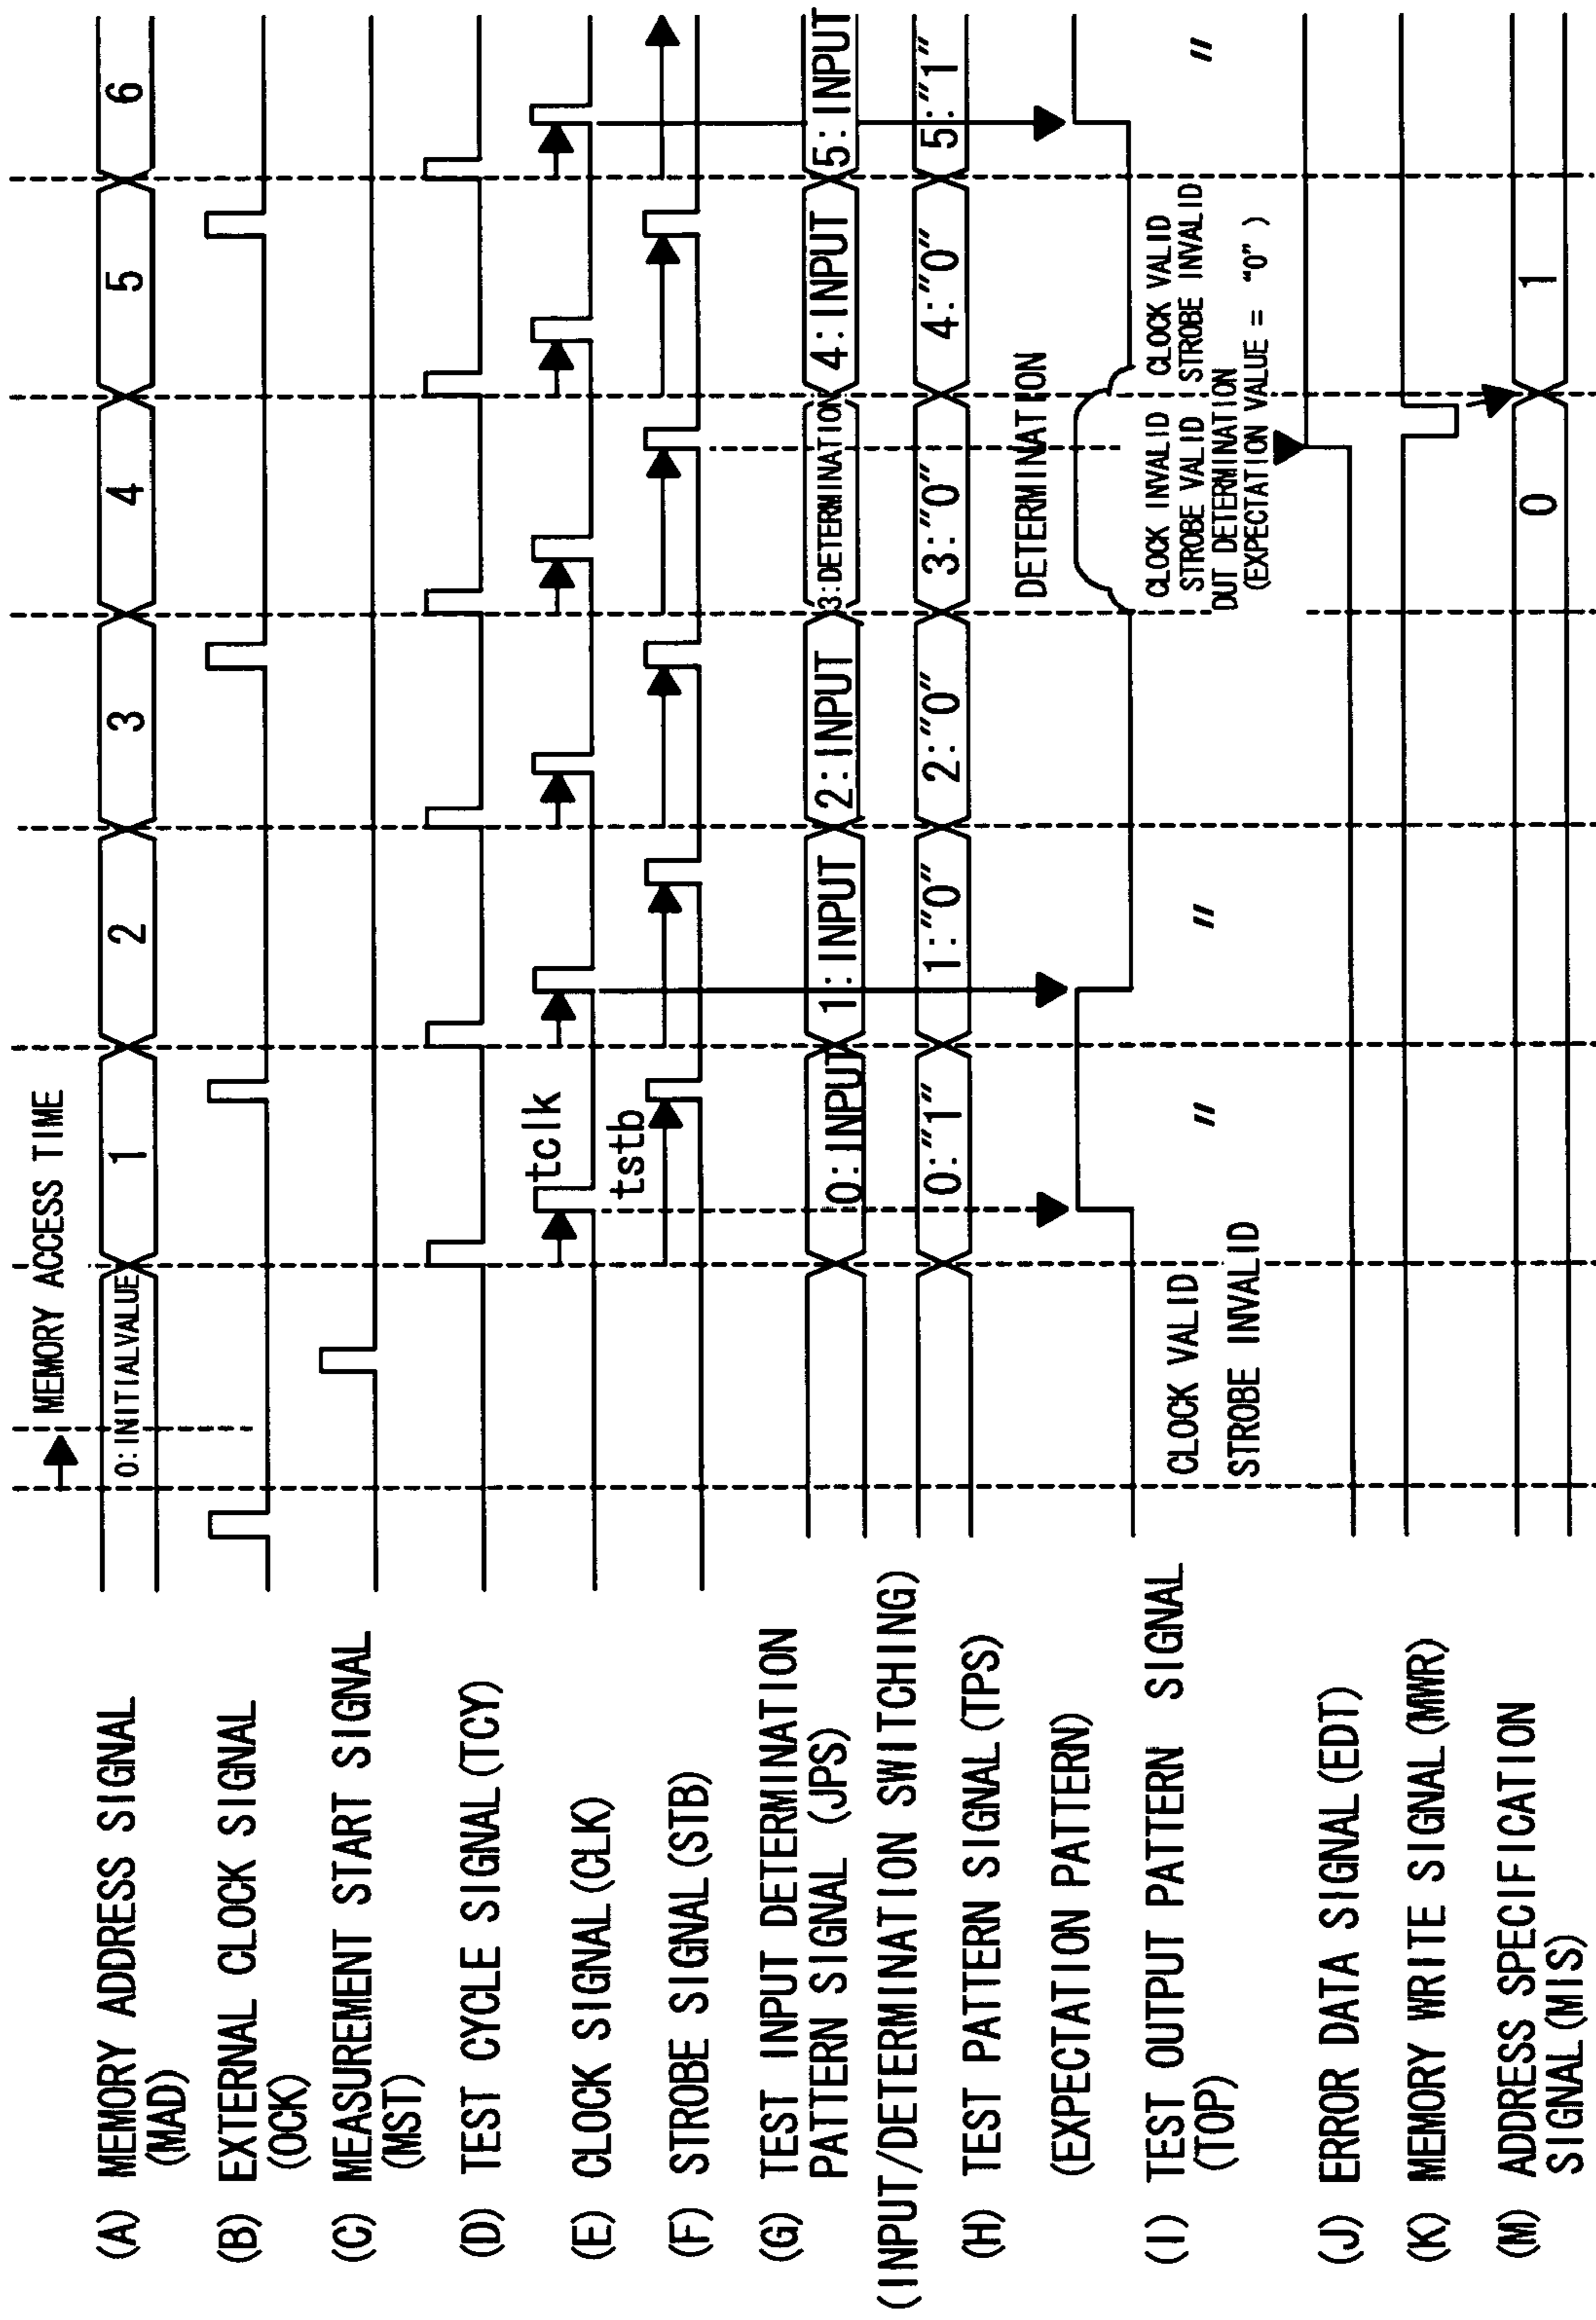 MEMORY ACCESS TIME
(A) MEMORY ADDRESS SIGNAL
(MAD)
0:INITIALVALUE 1 2 3 4 5 6
(B) EXTERNAL CLOCK SIGNAL
(OCK)
(C) MEASUREMENT START SIGNAL
(MST)
(D) TEST CYCLE SIGNAL(TCY)
(E) CLOCK SIGNAL(CLK)
tclk
(F) STROBE SIGNAL(STB)
tstb
(G) TEST INPUT DETERMINATION
PATTERN SIGNAL (JPS)
(INPUT/DETERMINATION SWITCHING)
0:INPUT 1:INPUT 2:INPUT 3:DETERMINATION 4:INPUT 5:INPUT
(H) TEST PATTERN SIGNAL(TPS)
(EXPECTATION PATTERN)
0:"1" 1:"0" 2:"0" 3:"0" 4:"0" 5:"1"
DETERMINATION
(I) TEST OUTPUT PATTERN SIGNAL
(TOP)
CLOCK VALID
STROBE INVALID
" "
CLOCK INVALID
STROBE VALID
DUT DETERMINATION
(EXPECTATION VALUE = "0")
CLOCK VALID
STROBE INVALID
"
(J) ERROR DATA SIGNAL(EDT)
(K) MEMORY WRITE SIGNAL(MWR)
(M) ADDRESS SPECIFICATION
SIGNAL(MIS)
0 1